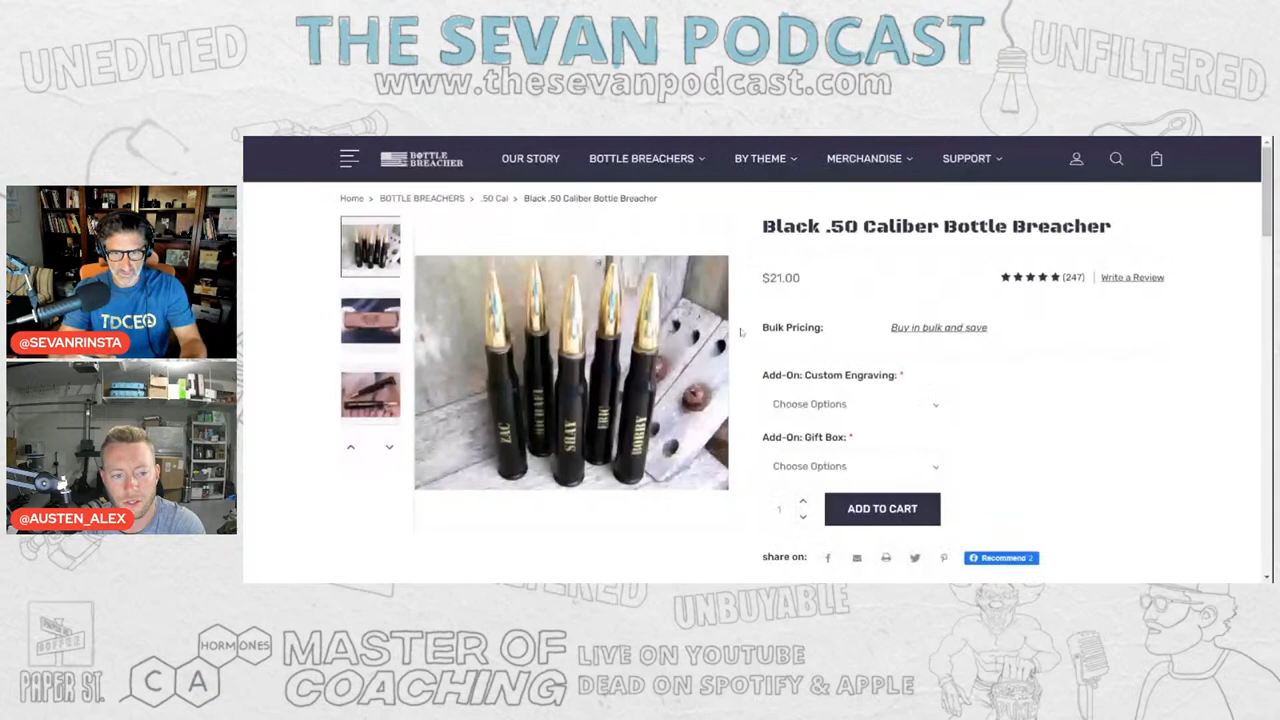 THE SEVAN PODCAST
www.thesevanpodcast.com
UNEDITED
UNFILTERED
BOTTLE
BREACHER
OUR STORY
BOTTLE BREACHERS
BY THEME
MERCHANDISE
SUPPORT
Home > BOTTLE BREACHERS > .50 Cal > Black .50 Caliber Bottle Breacher
Black .50 Caliber Bottle Breacher
$21.00
(247)
Write a Review
Bulk Pricing:
Buy in bulk and save
Add-On: Custom Engraving: *
Choose Options
Add-On: Gift Box: *
Choose Options
1
ADD TO CART
share on:
Recommend 2
ZAC
MICHAEL
SHAY
ERIC
BOBBY
TDC
@SEVANRINSTA
@AUSTEN_ALEX
UNBUYABLE
PAPER ST.
HORMONES
C A
MASTER OF
COACHING
LIVE ON YOUTUBE
DEAD ON SPOTIFY & APPLE